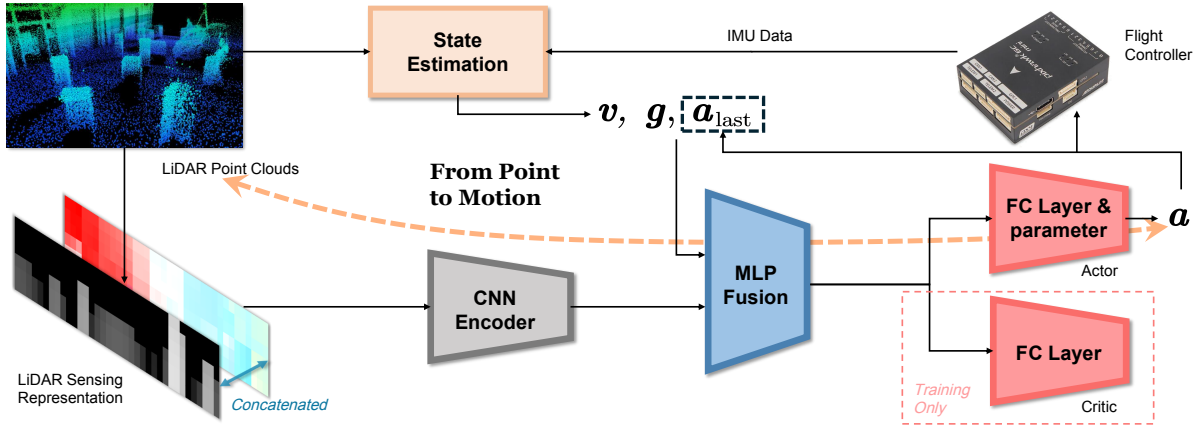 State
Estimation
IMU Data
Flight
Controller
pixhawk
v, g, a_last
LiDAR Point Clouds
From Point
to Motion
FC Layer &
parameter
a
Actor
MLP
Fusion
CNN
Encoder
FC Layer
LiDAR Sensing
Representation
Concatenated
Training
Only
Critic